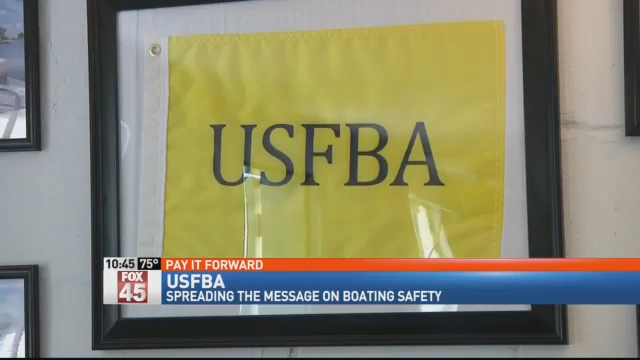 USFBA
10:45 75°
PAY IT FORWARD
FOX
45
USFBA
SPREADING THE MESSAGE ON BOATING SAFETY